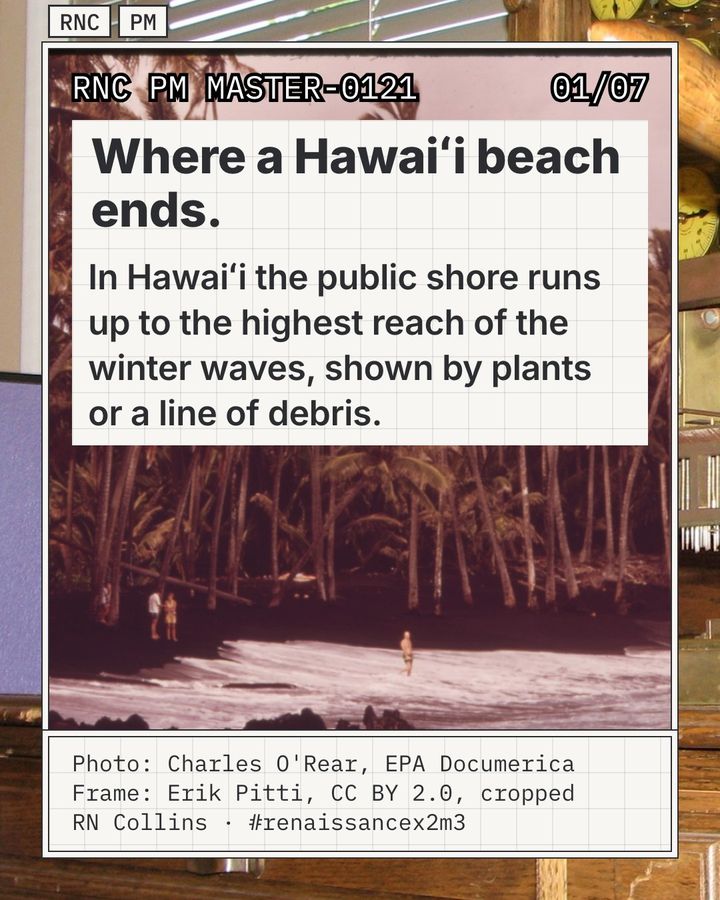 RNC PM
RNC PM MASTER-0121 01/07
Where a Hawaiʻi beach
ends.
In Hawaiʻi the public shore runs
up to the highest reach of the
winter waves, shown by plants
or a line of debris.
Photo: Charles O'Rear, EPA Documerica
Frame: Erik Pitti, CC BY 2.0, cropped
RN Collins · #renaissancex2m3